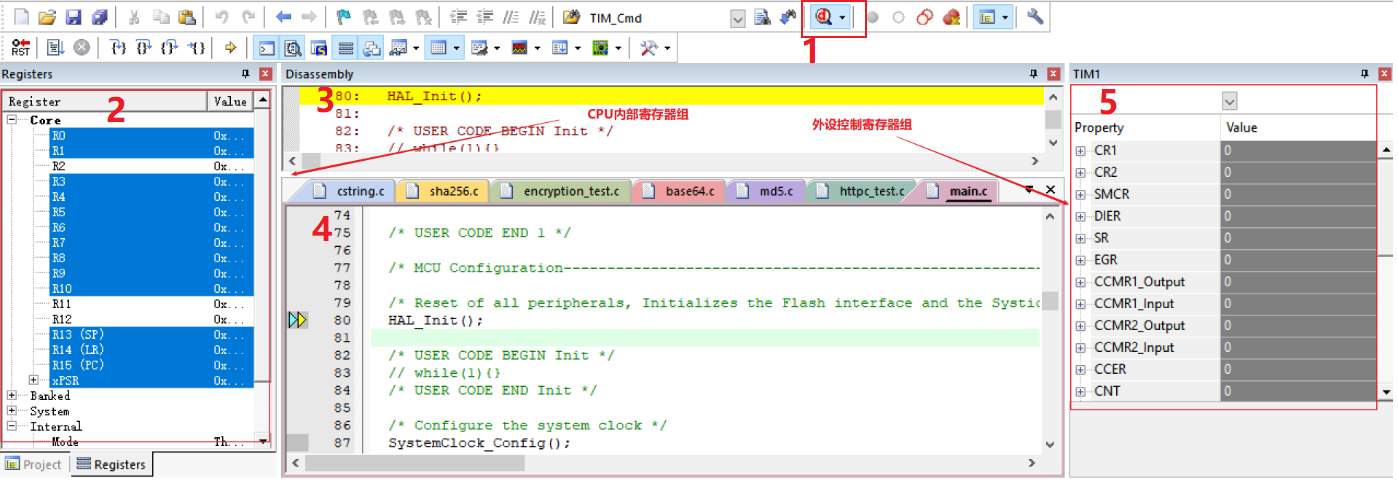 TIM_Cmd
1
RST
Registers
Disassembly
TIM1
Register Value
2
Core
R0 0x...
R1 0x...
R2 0x...
R3 0x...
R4 0x...
R5 0x...
R6 0x...
R7 0x...
R8 0x...
R9 0x...
R10 0x...
R11 0x...
R12 0x...
R13 (SP) 0x...
R14 (LR) 0x...
R15 (PC) 0x...
xPSR 0x...
Banked
System
Internal
Mode Th...
Project Registers
3
80: HAL_Init();
81:
82: /* USER CODE BEGIN Init */
83: // while(1){}
CPU内部寄存器组
外设控制寄存器组
cstring.c sha256.c encryption_test.c base64.c md5.c httpc_test.c main.c
4
74
75 /* USER CODE END 1 */
76
77 /* MCU Configuration--------------------------------------------------------
78
79 /* Reset of all peripherals, Initializes the Flash interface and the Systic
80 HAL_Init();
81
82 /* USER CODE BEGIN Init */
83 // while(1){}
84 /* USER CODE END Init */
85
86 /* Configure the system clock */
87 SystemClock_Config();
5
Property Value
CR1 0
CR2 0
SMCR 0
DIER 0
SR 0
EGR 0
CCMR1_Output 0
CCMR1_Input 0
CCMR2_Output 0
CCMR2_Input 0
CCER 0
CNT 0